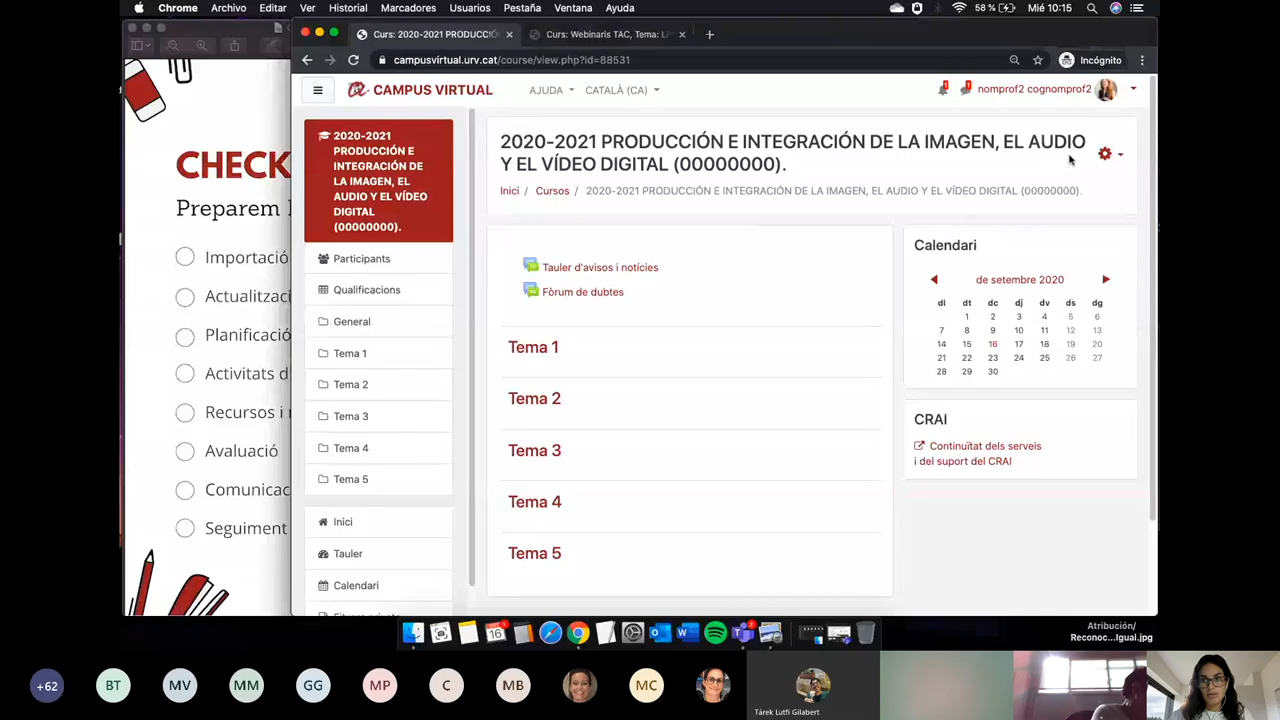 Chrome Archivo Editar Ver Historial Marcadores Usuarios Pestaña Ventana Ayuda 58 % Mié 10:15
Curs: 2020-2021 PRODUCCIÓ Curs: Webinaris TAC, Tema:
campusvirtual.urv.cat/course/view.php?id=88531 Incógnito
CAMPUS VIRTUAL AJUDA CATALÀ (CA) nomprof2 cognomprof2
CHECK
Preparem
Importació
Actualitzaci
Planificació
Activitats d
Recursos i
Avaluació
Comunicac
Seguiment
2020-2021
PRODUCCIÓN E
INTEGRACIÓN DE
LA IMAGEN, EL
AUDIO Y EL VÍDEO
DIGITAL
(00000000).
Participants
Qualificacions
General
Tema 1
Tema 2
Tema 3
Tema 4
Tema 5
Inici
Tauler
Calendari
2020-2021 PRODUCCIÓN E INTEGRACIÓN DE LA IMAGEN, EL AUDIO
Y EL VÍDEO DIGITAL (00000000).
Inici / Cursos / 2020-2021 PRODUCCIÓN E INTEGRACIÓN DE LA IMAGEN, EL AUDIO Y EL VÍDEO DIGITAL (00000000).
Tauler d'avisos i notícies
Fòrum de dubtes
Tema 1
Tema 2
Tema 3
Tema 4
Tema 5
Calendari
de setembre 2020
dl dt dc dj dv ds dg
1 2 3 4 5 6
7 8 9 10 11 12 13
14 15 16 17 18 19 20
21 22 23 24 25 26 27
28 29 30
CRAI
Continuïtat dels serveis
i del suport del CRAI
Atribución/
Reconoc...Igual.jpg
+62 BT MV MM GG MP C MB MC
Tárek Lutfi Gilabert